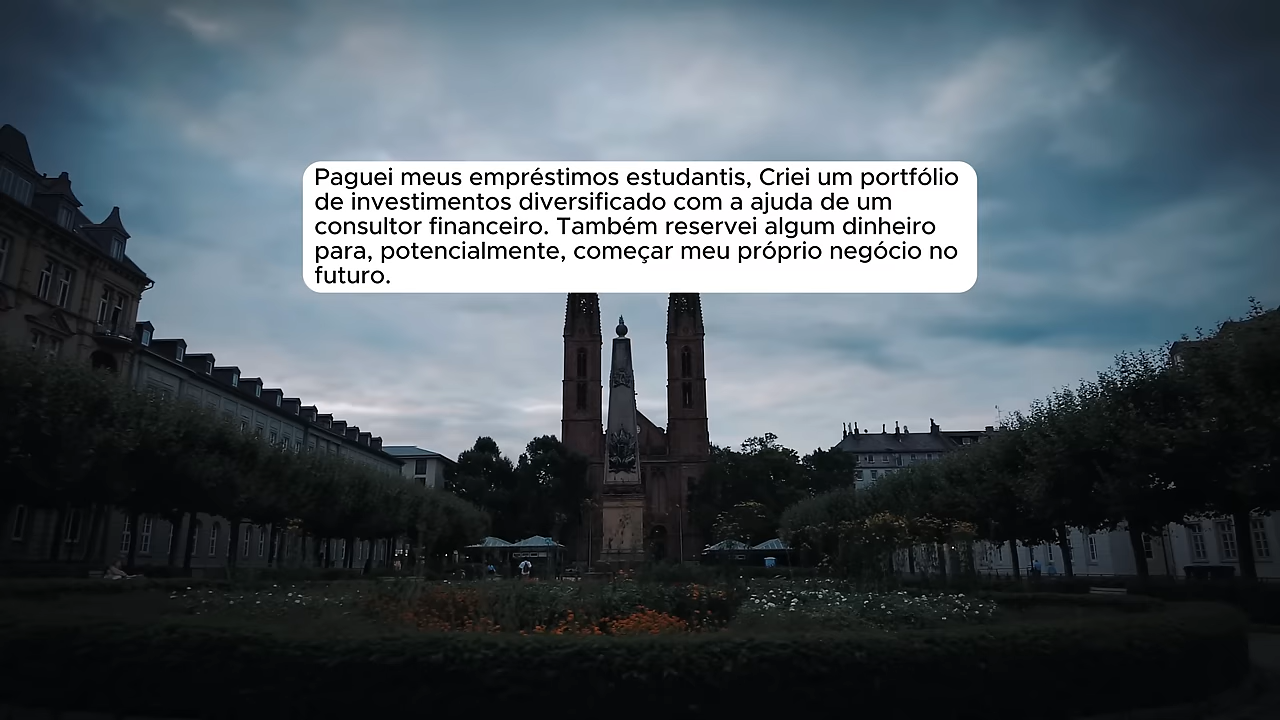 Paguei meus empréstimos estudantis, Criei um portfólio
de investimentos diversificado com a ajuda de um
consultor financeiro. Também reservei algum dinheiro
para, potencialmente, começar meu próprio negócio no
futuro.